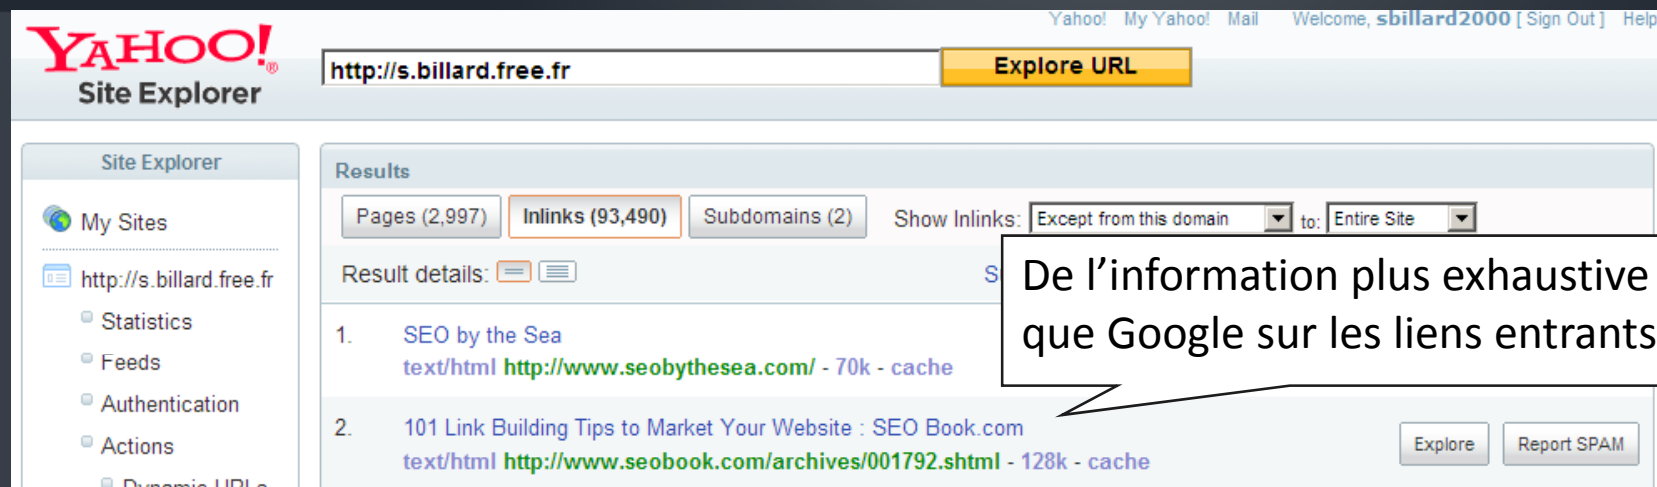 Yahoo! My Yahoo! Mail Welcome, sbillard2000 [ Sign Out ] Help
YAHOO!®
Site Explorer
http://s.billard.free.fr
Explore URL
Site Explorer
My Sites
http://s.billard.free.fr
Statistics
Feeds
Authentication
Actions
Dynamic URLs
Results
Pages (2,997) Inlinks (93,490) Subdomains (2) Show Inlinks: Except from this domain to: Entire Site
Result details:
De l’information plus exhaustive
que Google sur les liens entrants
1. SEO by the Sea
text/html http://www.seobythesea.com/ - 70k - cache
2. 101 Link Building Tips to Market Your Website : SEO Book.com
text/html http://www.seobook.com/archives/001792.shtml - 128k - cache
Explore Report SPAM